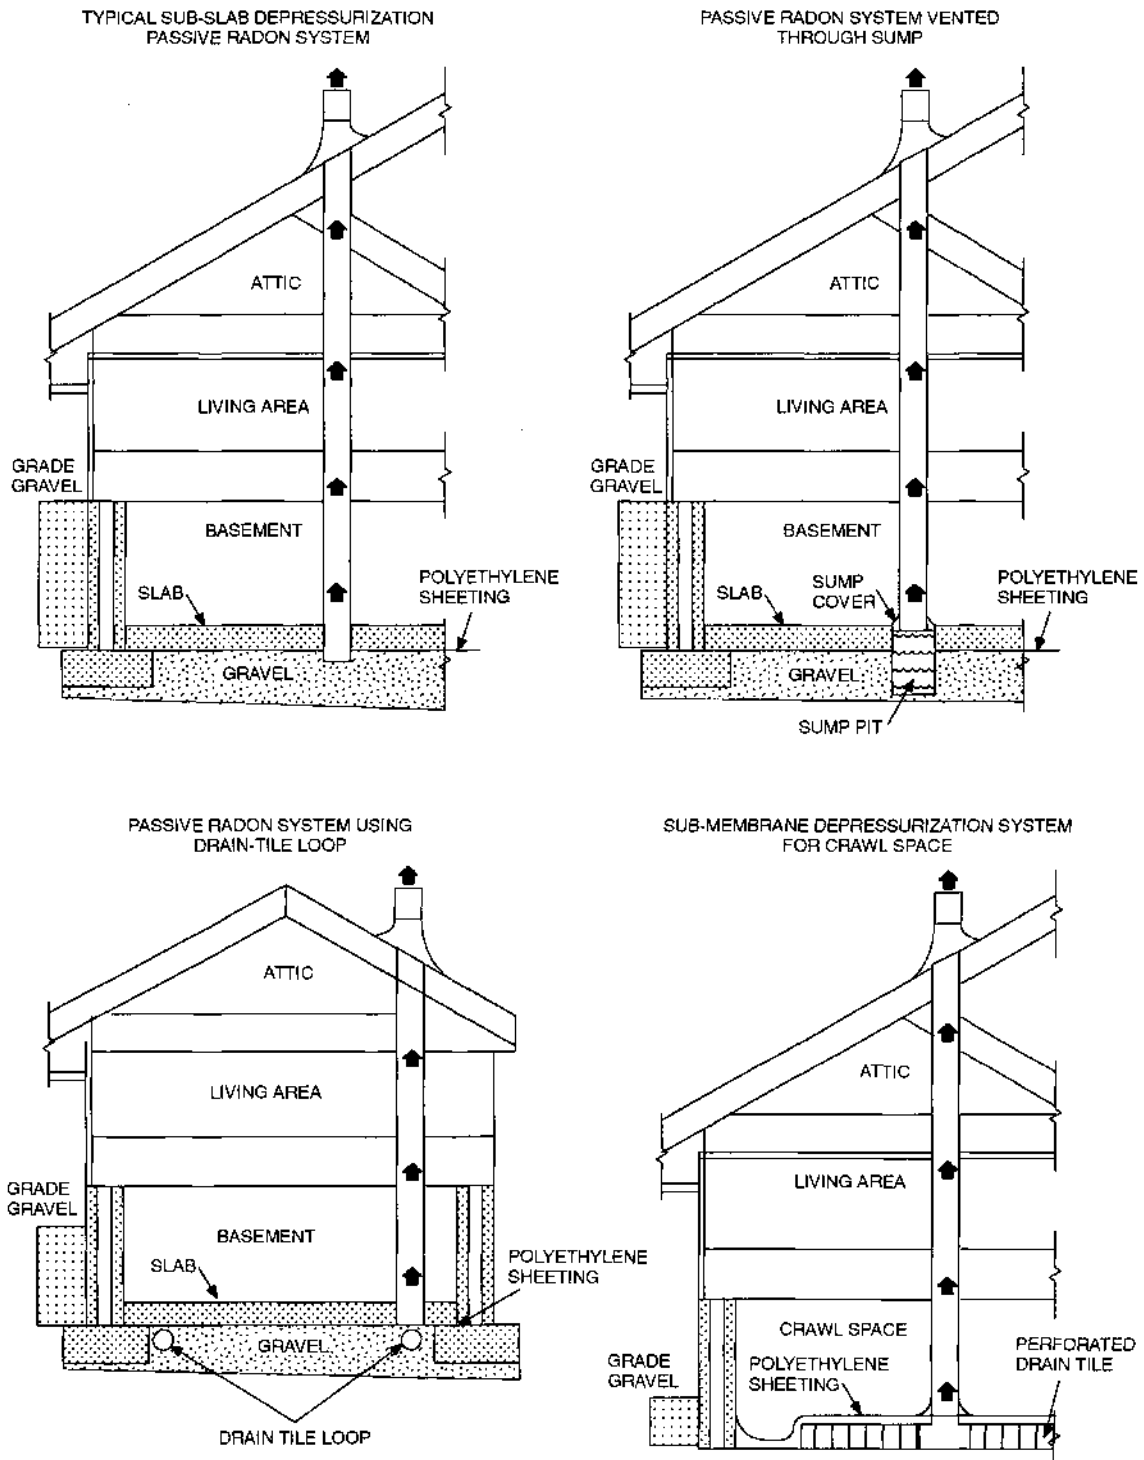 TYPICAL SUB-SLAB DEPRESSURIZATION
PASSIVE RADON SYSTEM
ATTIC
LIVING AREA
GRADE
GRAVEL
BASEMENT
POLYETHYLENE
SHEETING
SLAB
GRAVEL
PASSIVE RADON SYSTEM VENTED
THROUGH SUMP
ATTIC
LIVING AREA
GRADE
GRAVEL
BASEMENT
SUMP
COVER
POLYETHYLENE
SHEETING
SLAB
GRAVEL
SUMP PIT
PASSIVE RADON SYSTEM USING
DRAIN-TILE LOOP
ATTIC
LIVING AREA
GRADE
GRAVEL
BASEMENT
POLYETHYLENE
SHEETING
SLAB
GRAVEL
DRAIN TILE LOOP
SUB-MEMBRANE DEPRESSURIZATION SYSTEM
FOR CRAWL SPACE
ATTIC
LIVING AREA
CRAWL SPACE
PERFORATED
DRAIN TILE
GRADE
GRAVEL
POLYETHYLENE
SHEETING